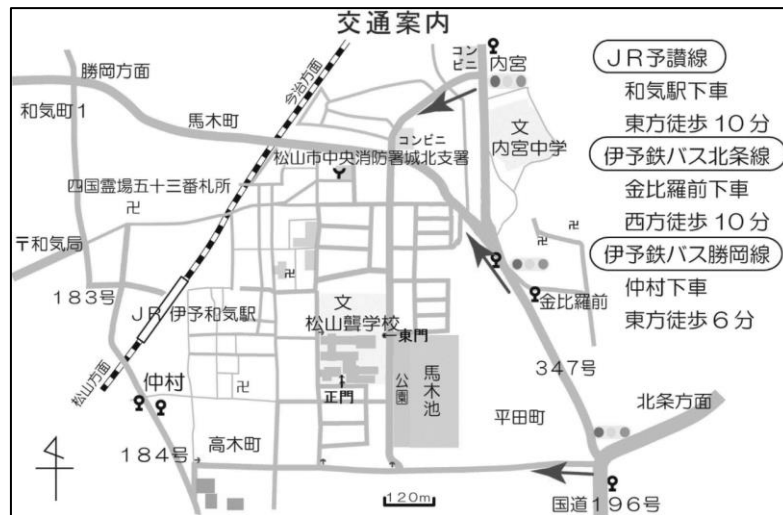 交通案内
コンビニ
内宮
勝岡方面
今治方面
和気町1
馬木町
コンビニ
文
内宮中学
松山市中央消防署城北支署
四国霊場五十三番札所
卍
卍
卍
〒和気局
卍
金比羅前
183号
JR 伊予和気駅
文
松山聾学校
←東門
347号
松山方面
仲村
卍
正門
公園
馬木池
平田町
北条方面
高木町
184号
120m
国道196号
JR予讃線
和気駅下車
東方徒歩10分
伊予鉄バス北条線
金比羅前下車
西方徒歩10分
伊予鉄バス勝岡線
仲村下車
東方徒歩6分